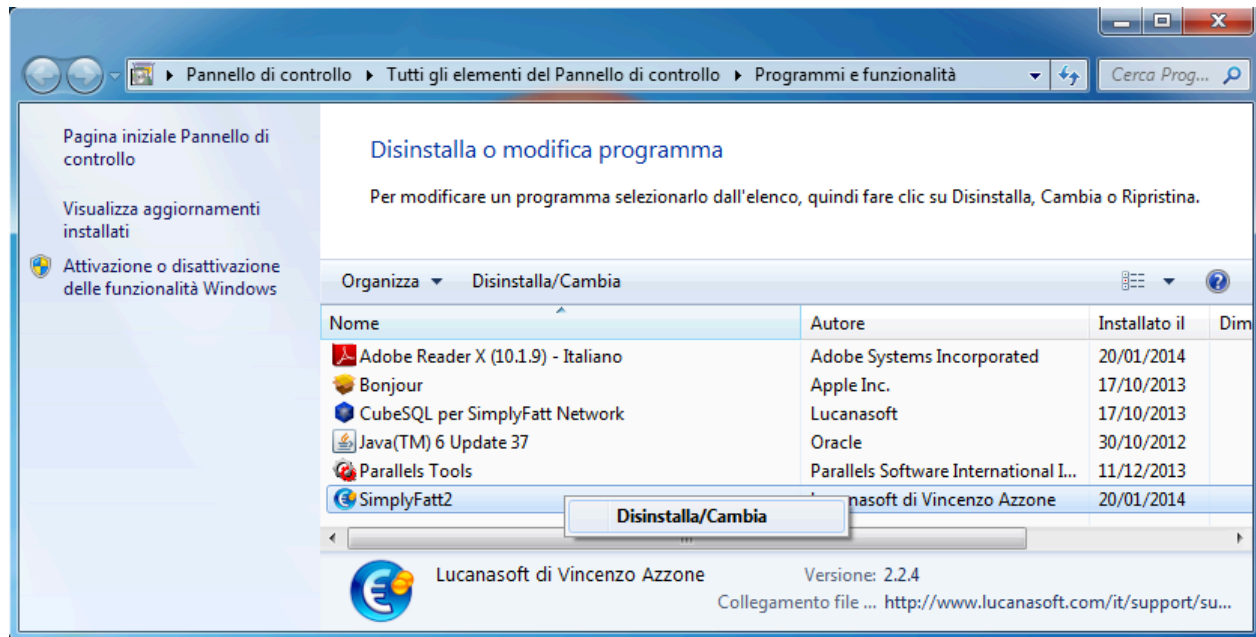 Pannello di controllo Tutti gli elementi del Pannello di controllo Programmi e funzionalità Cerca Prog...
Pagina iniziale Pannello di
controllo
Visualizza aggiornamenti
installati
Attivazione o disattivazione
delle funzionalità Windows
Disinstalla o modifica programma
Per modificare un programma selezionarlo dall'elenco, quindi fare clic su Disinstalla, Cambia o Ripristina.
Organizza Disinstalla/Cambia
Nome Autore Installato il Dim
Adobe Reader X (10.1.9) - Italiano Adobe Systems Incorporated 20/01/2014
Bonjour Apple Inc. 17/10/2013
CubeSQL per SimplyFatt Network Lucanasoft 17/10/2013
Java(TM) 6 Update 37 Oracle 30/10/2012
Parallels Tools Parallels Software International I... 11/12/2013
SimplyFatt2 nasoft di Vincenzo Azzone 20/01/2014
Disinstalla/Cambia
Lucanasoft di Vincenzo Azzone Versione: 2.2.4
Collegamento file ... http://www.lucanasoft.com/it/support/su...